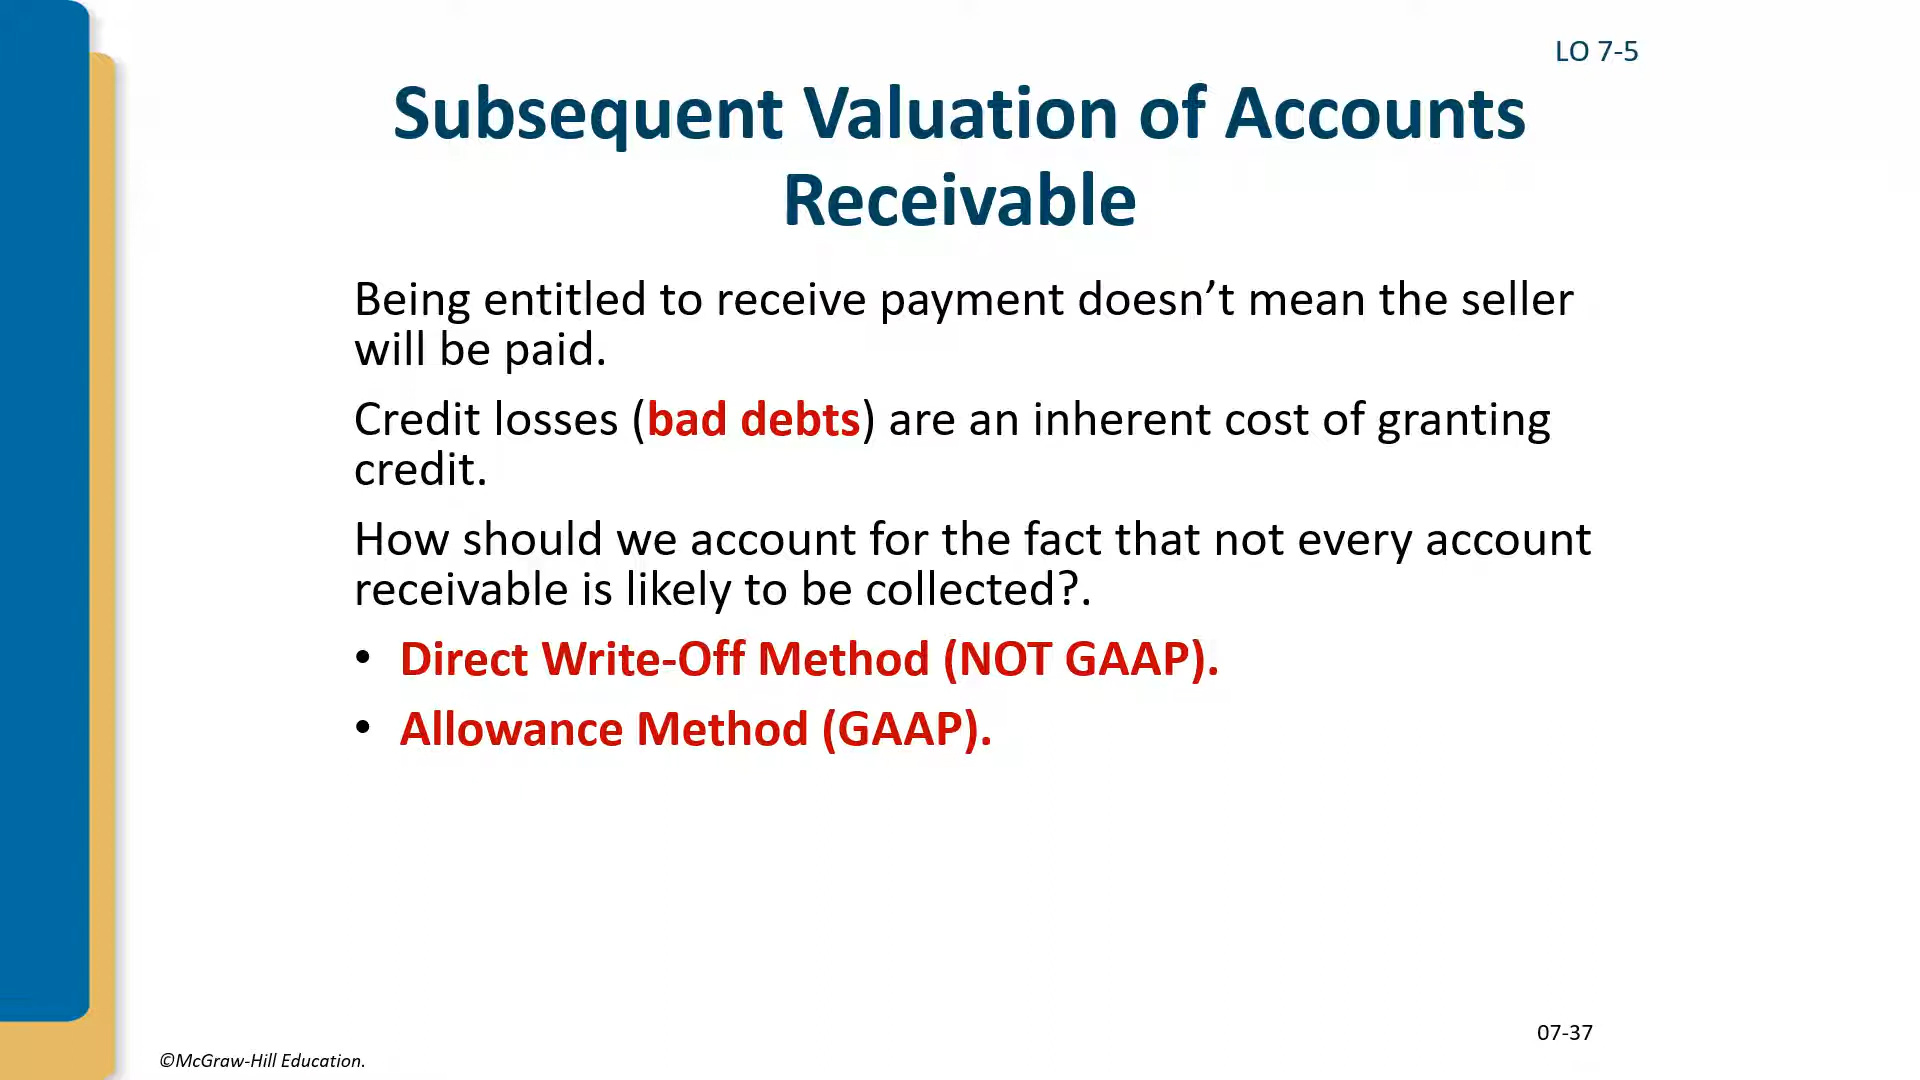 LO 7-5
Subsequent Valuation of Accounts
Receivable
Being entitled to receive payment doesn’t mean the seller
will be paid.
Credit losses (bad debts) are an inherent cost of granting
credit.
How should we account for the fact that not every account
receivable is likely to be collected?.
• Direct Write-Off Method (NOT GAAP).
• Allowance Method (GAAP).
07-37
©McGraw-Hill Education.